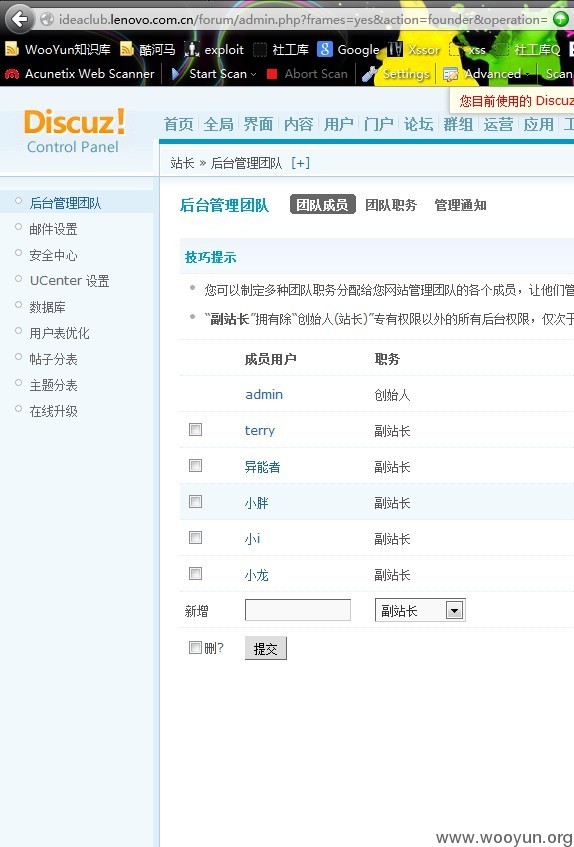 ideaclub.lenovo.com.cn/forum/admin.php?frames=yes&action=founder&operation=
WooYun知识库 酷河马 exploit 社工库 Google Xssor xss 社工库Q
Acunetix Web Scanner Start Scan Abort Scan Settings Advanced Scan
您目前使用的 Discuz
Discuz!
Control Panel
首页 全局 界面 内容 用户 门户 论坛 群组 运营 应用
站长 » 后台管理团队 [+]
后台管理团队
邮件设置
安全中心
UCenter 设置
数据库
用户表优化
帖子分表
主题分表
在线升级
后台管理团队 团队成员 团队职务 管理通知
技巧提示
您可以制定多种团队职务分配给您网站管理团队的各个成员，让他们管
“副站长”拥有除“创始人(站长)”专有权限以外的所有后台权限，仅次于
成员用户 职务
admin 创始人
terry 副站长
异能者 副站长
小胖 副站长
小i 副站长
小龙 副站长
新增 副站长
删? 提交
www.wooyun.org